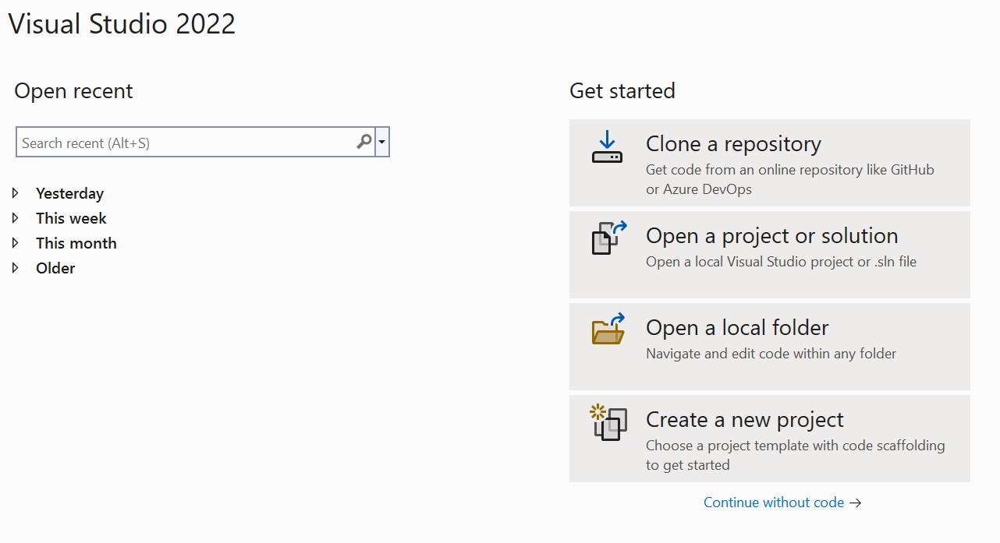 Visual Studio 2022
Open recent
Search recent (Alt+S)
Yesterday
This week
This month
Older
Get started
Clone a repository
Get code from an online repository like GitHub
or Azure DevOps
Open a project or solution
Open a local Visual Studio project or .sln file
Open a local folder
Navigate and edit code within any folder
Create a new project
Choose a project template with code scaffolding
to get started
Continue without code →